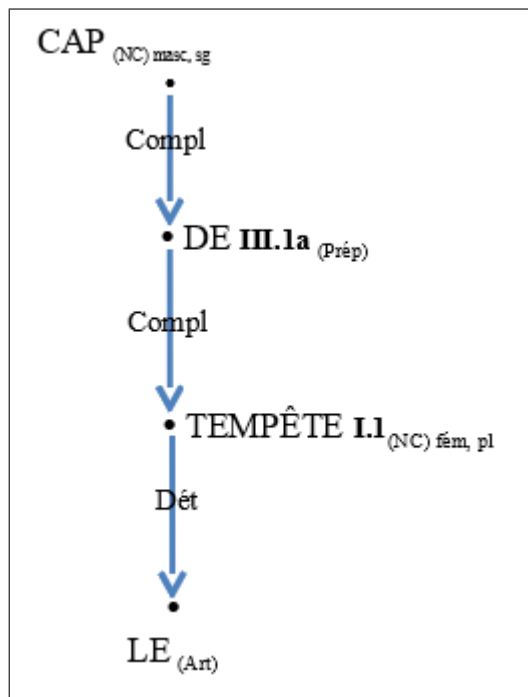 CAP (NC) masc, sg
Compl
DE III.1a (Prép)
Compl
TEMPÊTE I.1 (NC) fém, pl
Dét
LE (Art)